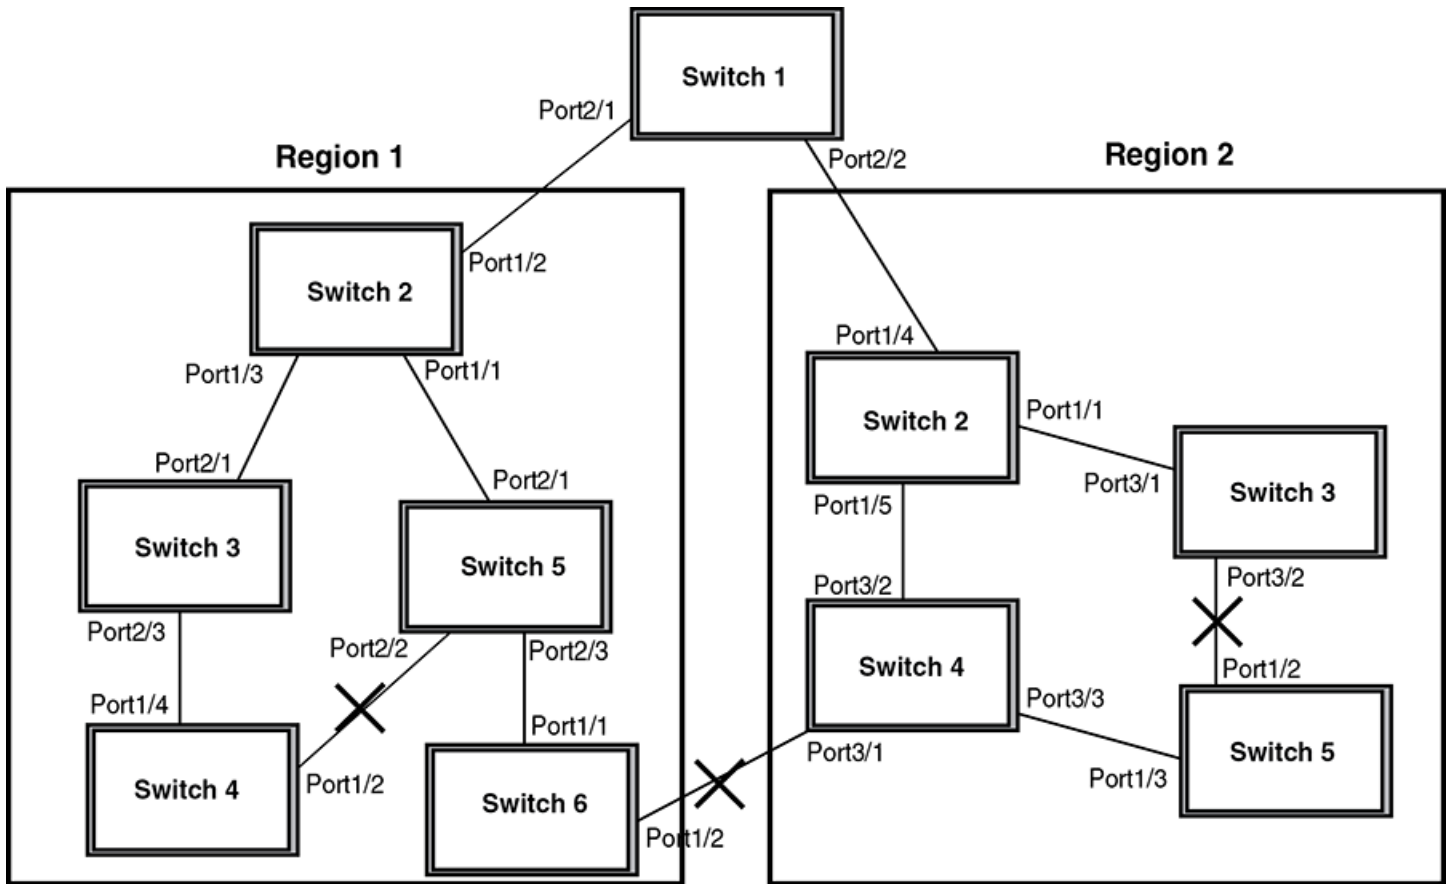 Switch 1
Port2/1
Region 1
Region 2
Port2/2
Port1/2
Switch 2
Port1/4
Port1/3
Port1/1
Port1/1
Switch 2
Port2/1
Port2/1
Port3/1
Switch 3
Port1/5
Switch 3
Switch 5
Port3/2
Port3/2
Port2/3
Port2/2
Port2/3
Switch 4
Port1/2
Port1/4
Port3/3
Port1/1
Port3/1
Switch 5
Port1/2
Port1/3
Switch 4
Switch 6
Port1/2